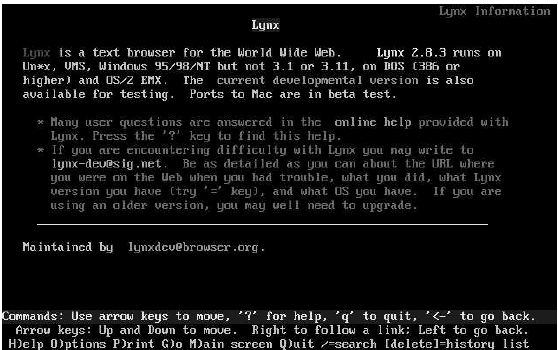 Lynx Information
Lynx
Lynx is a text browser for the World Wide Web. Lynx 2.8.3 runs on
Un*x, VMS, Windows 95/98/NT but not 3.1 or 3.11, on DOS (386 or
higher) and OS/2 EMX. The current developmental version is also
available for testing. Ports to Mac are in beta test.
* Many user questions are answered in the online help provided with
Lynx. Press the '?' key to find this help.
* If you are encountering difficulty with Lynx you may write to
lynx-dev@sig.net. Be as detailed as you can about the URL where
you were on the Web when you had trouble, what you did, what Lynx
version you have (try '=' key), and what OS you have. If you are
using an older version, you may well need to upgrade.
Maintained by lynxdev@browser.org.
Commands: Use arrow keys to move, '?' for help, 'q' to quit, '<-' to go back.
Arrow keys: Up and Down to move. Right to follow a link; Left to go back.
H)elp O)ptions P)rint G)o M)ain screen Q)uit /=search [delete]=history list